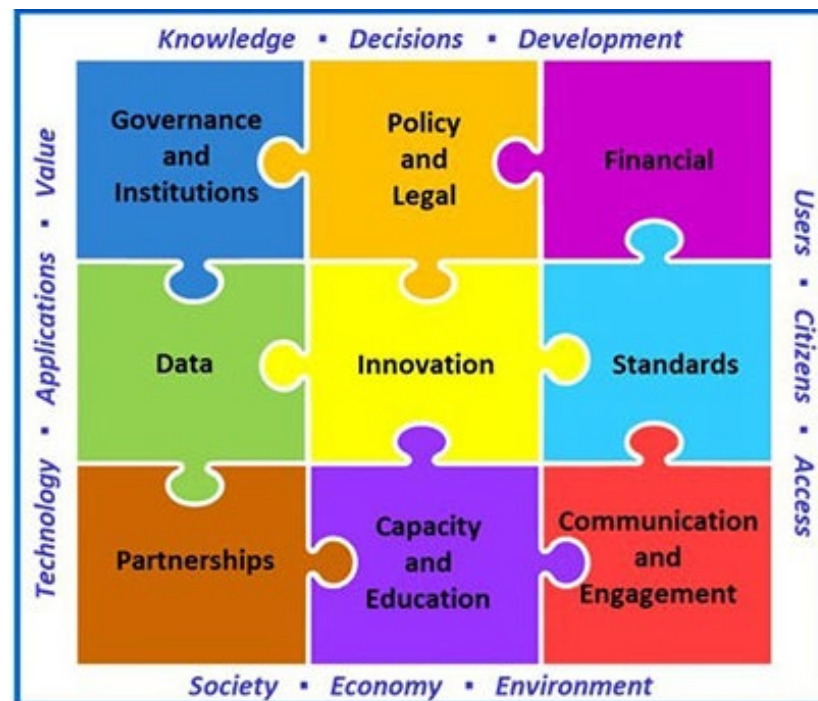 Knowledge ▪ Decisions ▪ Development
Governance
and
Institutions
Policy
and
Legal
Financial
Data
Innovation
Standards
Partnerships
Capacity
and
Education
Communication
and
Engagement
Technology ▪ Applications ▪ Value
Users ▪ Citizens ▪ Access
Society ▪ Economy ▪ Environment